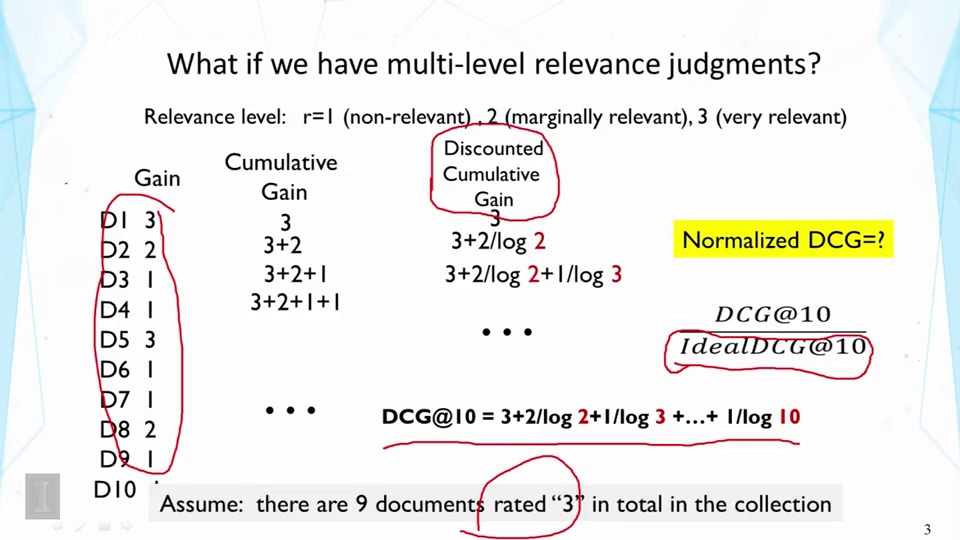 What if we have multi-level relevance judgments?
Relevance level: r=1 (non-relevant) , 2 (marginally relevant), 3 (very relevant)
Gain
Cumulative
Gain
Discounted
Cumulative
Gain
D1 3
3
3
D2 2
3+2
3+2/log 2
D3 1
3+2+1
3+2/log 2+1/log 3
D4 1
3+2+1+1
D5 3
• • •
D6 1
D7 1
• • •
D8 2
D9 1
D10
Normalized DCG=?
DCG@10
IdealDCG@10
DCG@10 = 3+2/log 2+1/log 3 +...+ 1/log 10
Assume: there are 9 documents rated “3” in total in the collection
3